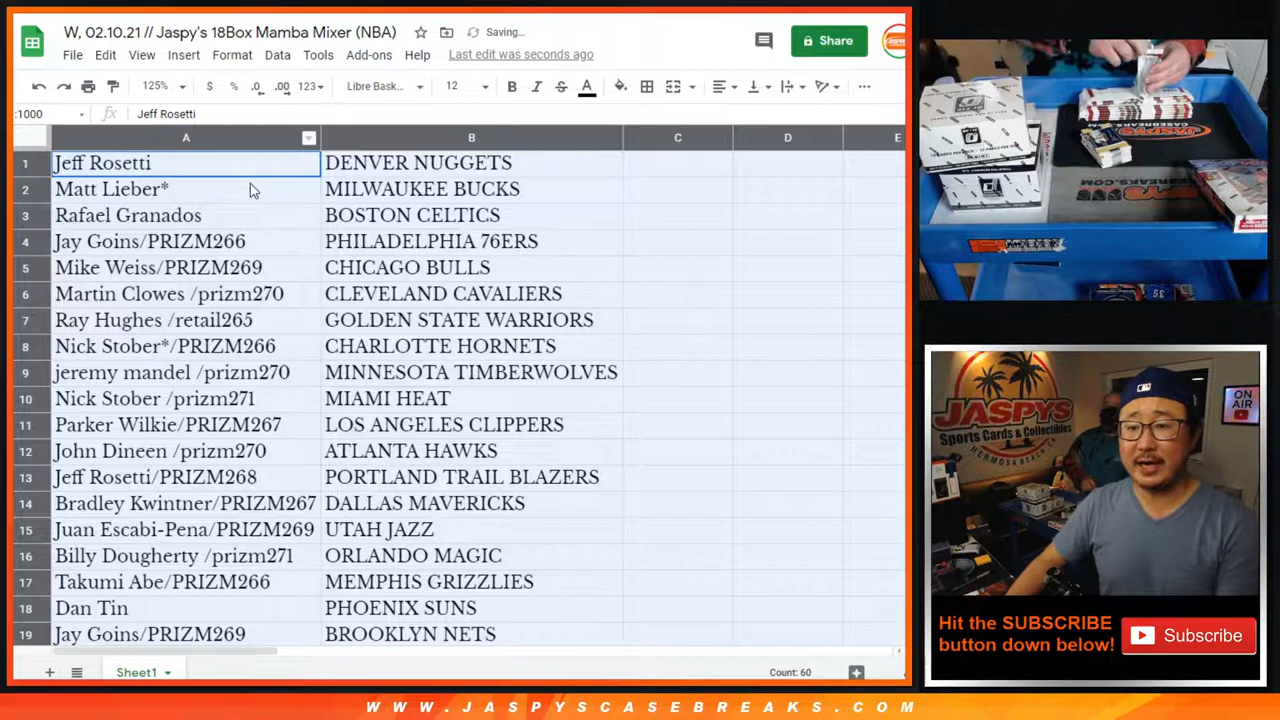 W, 02.10.21 // Jaspy's 18Box Mamba Mixer (NBA)
Saving...
File Edit View Insert Format Data Tools Add-ons Help Last edit was seconds ago
Share
125% $ % .0 .00 123 Libre Bask... 12 B I S A
:1000 fx Jeff Rosetti
A B C D E
1 Jeff Rosetti DENVER NUGGETS
2 Matt Lieber* MILWAUKEE BUCKS
3 Rafael Granados BOSTON CELTICS
4 Jay Goins/PRIZM266 PHILADELPHIA 76ERS
5 Mike Weiss/PRIZM269 CHICAGO BULLS
6 Martin Clowes /prizm270 CLEVELAND CAVALIERS
7 Ray Hughes /retail265 GOLDEN STATE WARRIORS
8 Nick Stober*/PRIZM266 CHARLOTTE HORNETS
9 jeremy mandel /prizm270 MINNESOTA TIMBERWOLVES
10 Nick Stober /prizm271 MIAMI HEAT
11 Parker Wilkie/PRIZM267 LOS ANGELES CLIPPERS
12 John Dineen /prizm270 ATLANTA HAWKS
13 Jeff Rosetti/PRIZM268 PORTLAND TRAIL BLAZERS
14 Bradley Kwintner/PRIZM267 DALLAS MAVERICKS
15 Juan Escabi-Pena/PRIZM269 UTAH JAZZ
16 Billy Dougherty /prizm271 ORLANDO MAGIC
17 Takumi Abe/PRIZM266 MEMPHIS GRIZZLIES
18 Dan Tin PHOENIX SUNS
19 Jay Goins/PRIZM269 BROOKLYN NETS
Sheet1
Count: 60
JASPYS
CASEBREAKS
JASPYS
Sports Cards & Collectibles
HERMOSA BEACH, CA
ON AIR
Hit the SUBSCRIBE
button down below!
Subscribe
WWW.JASPYSCASEBREAKS.COM